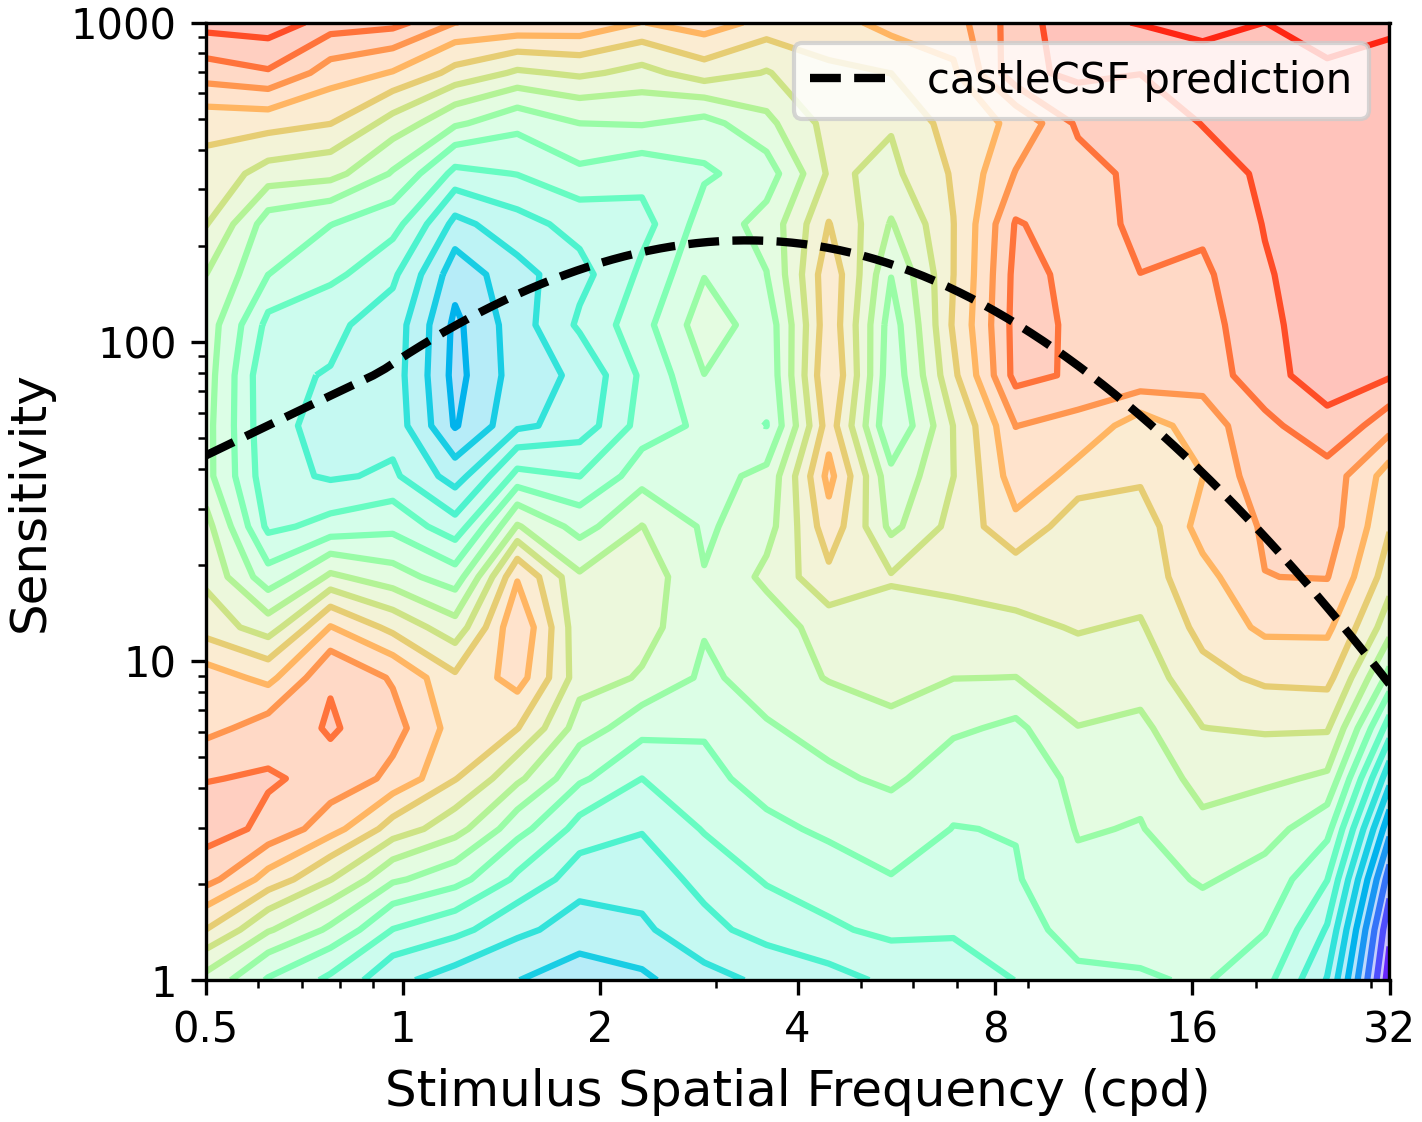 1000
castleCSF prediction
100
Sensitivity
10
1
0.5 1 2 4 8 16 32
Stimulus Spatial Frequency (cpd)